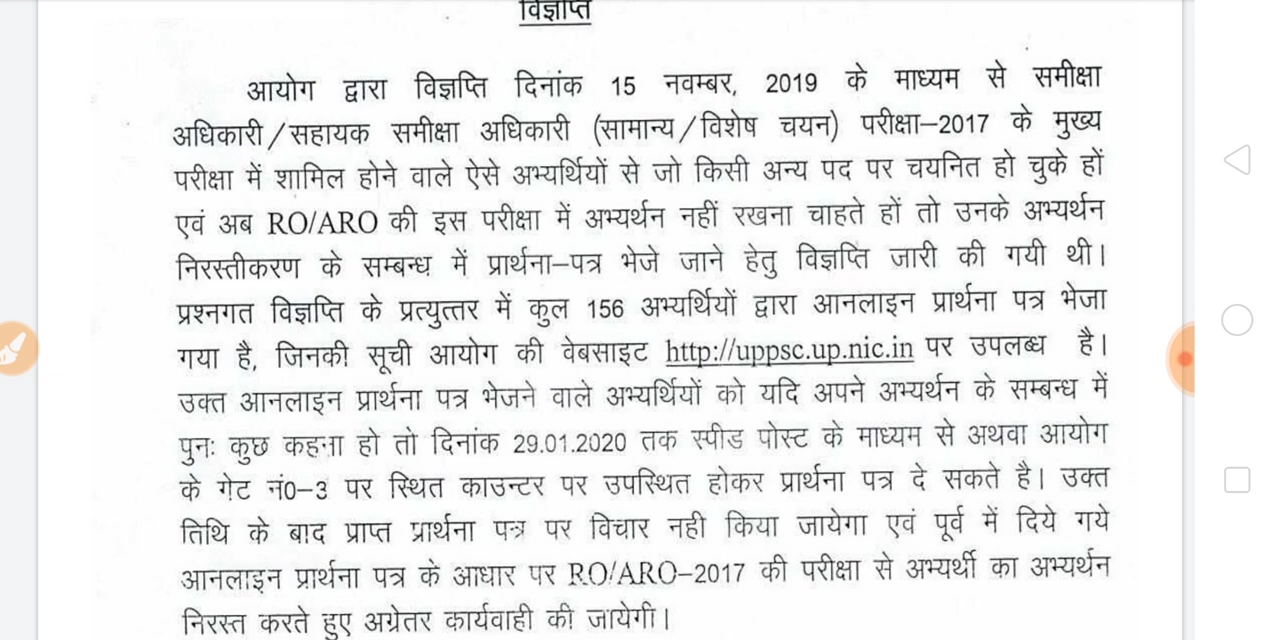 विज्ञप्ति
आयोग द्वारा विज्ञप्ति दिनांक 15 नवम्बर, 2019 के माध्यम से समीक्षा
अधिकारी/सहायक समीक्षा अधिकारी (सामान्य/विशेष चयन) परीक्षा–2017 के मुख्य
परीक्षा में शामिल होने वाले ऐसे अभ्यर्थियों से जो किसी अन्य पद पर चयनित हो चुके हों
एवं अब RO/ARO की इस परीक्षा में अभ्यर्थन नहीं रखना चाहते हों तो उनके अभ्यर्थन
निरस्तीकरण के सम्बन्ध में प्रार्थना–पत्र भेजे जाने हेतु विज्ञप्ति जारी की गयी थी।
प्रश्नगत विज्ञप्ति के प्रत्युत्तर में कुल 156 अभ्यर्थियों द्वारा आनलाइन प्रार्थना पत्र भेजा
गया है, जिनकी सूची आयोग की वेबसाइट http://uppsc.up.nic.in पर उपलब्ध है।
उक्त आनलाइन प्रार्थना पत्र भेजने वाले अभ्यर्थियों को यदि अपने अभ्यर्थन के सम्बन्ध में
पुनः कुछ कहना हो तो दिनांक 29.01.2020 तक स्पीड पोस्ट के माध्यम से अथवा आयोग
के गेट नं0–3 पर स्थित काउन्टर पर उपस्थित होकर प्रार्थना पत्र दे सकते है। उक्त
तिथि के बाद प्राप्त प्रार्थना पत्र पर विचार नही किया जायेगा एवं पूर्व में दिये गये
आनलाइन प्रार्थना पत्र के आधार पर RO/ARO–2017 की परीक्षा से अभ्यर्थी का अभ्यर्थन
निरस्त करते हुए अग्रेतर कार्यवाही की जायेगी।